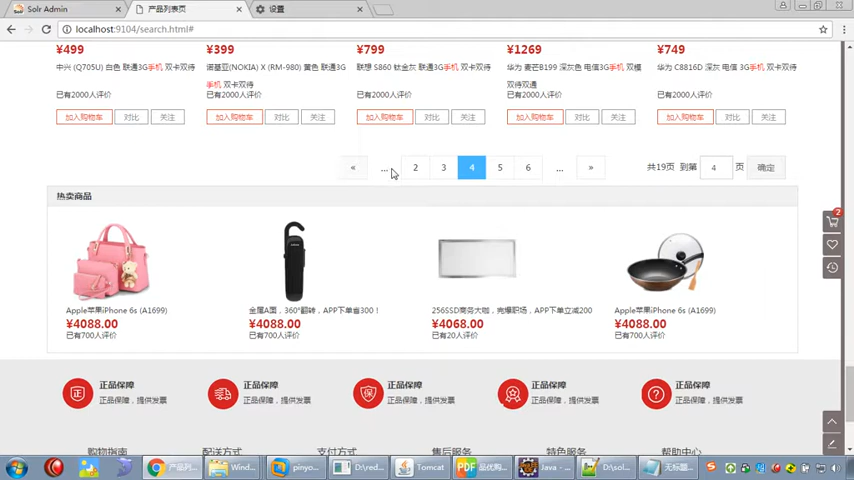 Solr Admin
产品列表页
设置
localhost:9104/search.html#
¥499
¥399
¥799
¥1269
¥749
中兴 (Q705U) 白色 联通3G手机 双卡双待
诺基亚(NOKIA) X (RM-980) 黄色 联通3G
手机 双卡双待
联想 S860 钛金灰 联通3G手机 双卡双待
华为 麦芒B199 深灰色 电信3G手机 双模
双待双通
华为 C8816D 深灰 电信 3G手机 双卡双待
已有2000人评价
已有2000人评价
已有2000人评价
已有2000人评价
已有2000人评价
加入购物车 对比 关注
加入购物车 对比 关注
加入购物车 对比 关注
加入购物车 对比 关注
加入购物车 对比 关注
« ... 2 3 4 5 6 ... » 共19页 到第 4 页 确定
热卖商品
2
Apple苹果iPhone 6s (A1699)
¥4088.00
已有700人评价
金属A面，360°翻转，APP下单省300！
¥4088.00
已有700人评价
256SSD商务大咖，完爆职场，APP下单立减200
¥4068.00
已有20人评价
Apple苹果iPhone 6s (A1699)
¥4088.00
已有700人评价
正 正品保障
正品保障，提供发票
正品保障
正品保障，提供发票
保 正品保障
正品保障，提供发票
正品保障
正品保障，提供发票
? 正品保障
正品保障，提供发票
购物指南 配送方式 支付方式 售后服务 特色服务 帮助中心
产品列... Wind... pinyo... D:\red... Tomcat PDF 品优购... Java - ... D:\sol... 无标题...